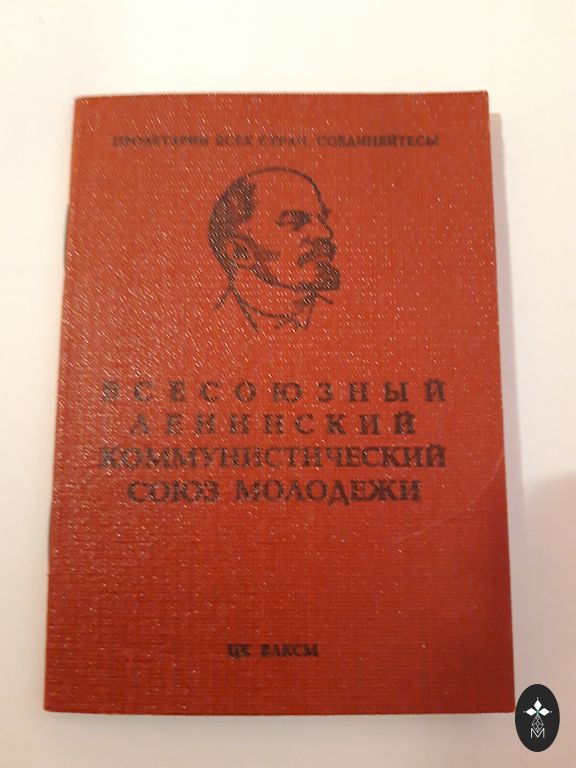 ПРОЛЕТАРИИ ВСЕХ СТРАН, СОЕДИНЯЙТЕСЬ!
ВСЕСОЮЗНЫЙ
ЛЕНИНСКИЙ
КОММУНИСТИЧЕСКИЙ
СОЮЗ МОЛОДЕЖИ
ЦК ВЛКСМ
M